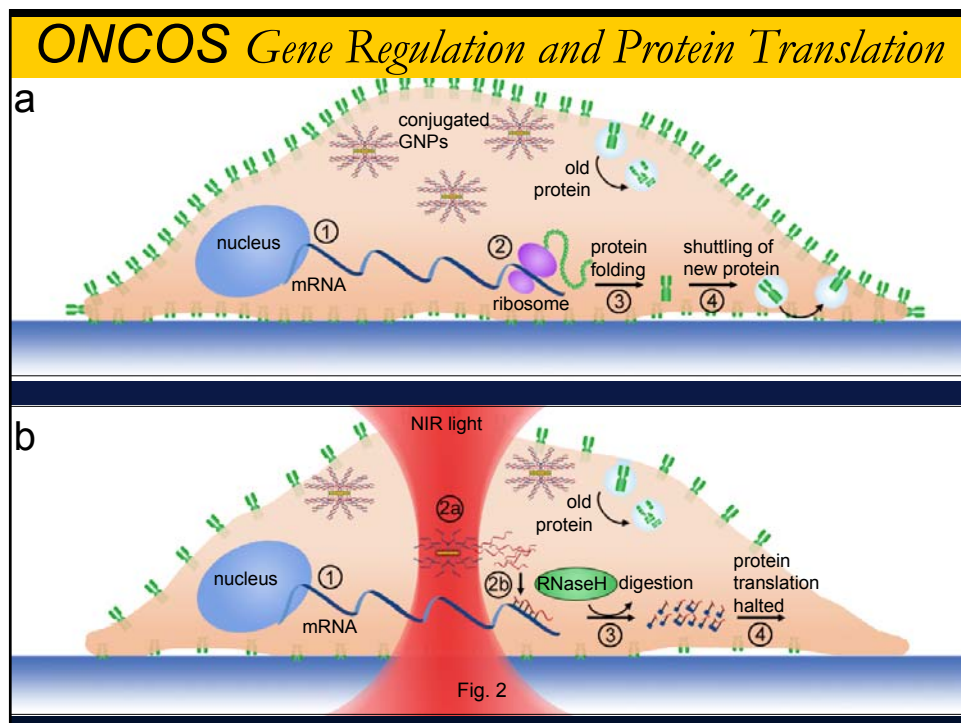 ONCOS Gene Regulation and Protein Translation
a
conjugated
GNPs
old
protein
nucleus
1
mRNA
2
ribosome
protein
folding
3
shuttling of
new protein
4
b
NIR light
2a
old
protein
nucleus
1
mRNA
2b
RNaseH digestion
3
protein
translation
halted
4
Fig. 2